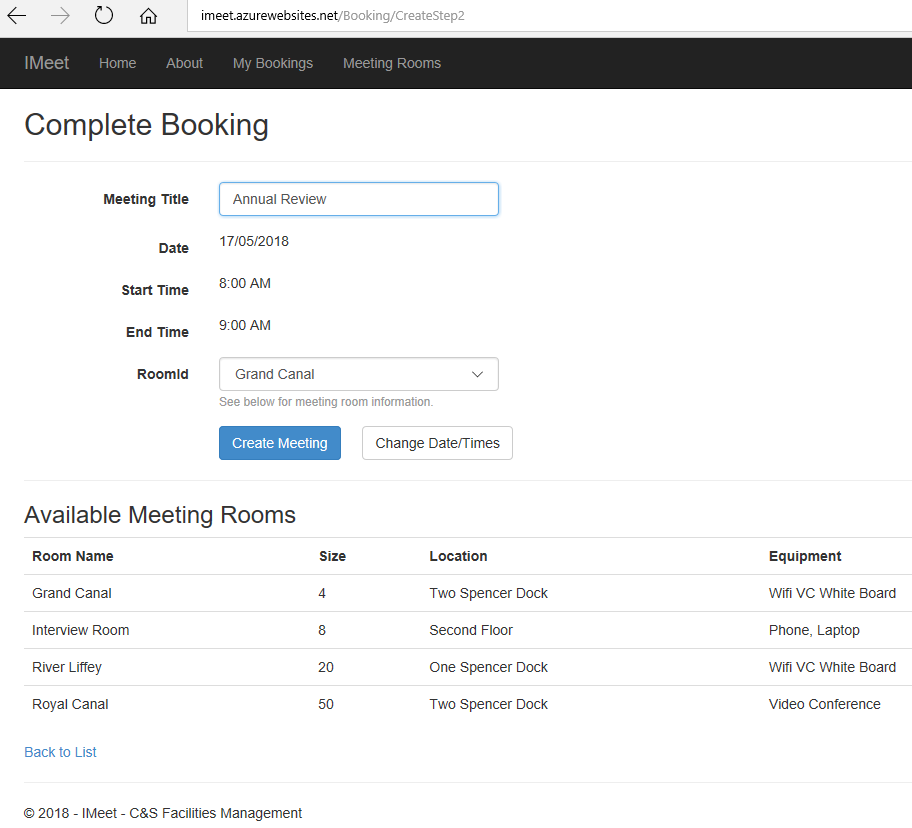 imeet.azurewebsites.net/Booking/CreateStep2
IMeet Home About My Bookings Meeting Rooms
Complete Booking
Meeting Title Annual Review
Date 17/05/2018
Start Time 8:00 AM
End Time 9:00 AM
RoomId Grand Canal
See below for meeting room information.
Create Meeting Change Date/Times
Available Meeting Rooms
Room Name Size Location Equipment
Grand Canal 4 Two Spencer Dock Wifi VC White Board
Interview Room 8 Second Floor Phone, Laptop
River Liffey 20 One Spencer Dock Wifi VC White Board
Royal Canal 50 Two Spencer Dock Video Conference
Back to List
© 2018 - IMeet - C&S Facilities Management